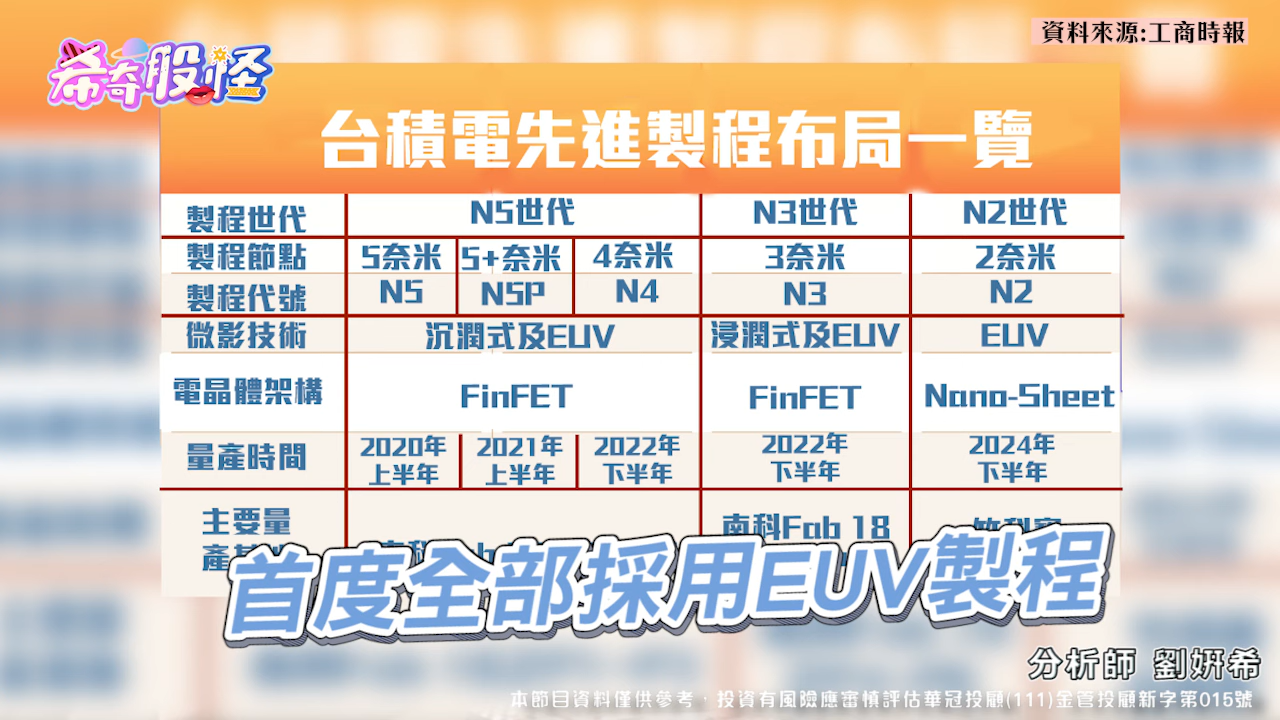 資料來源:工商時報
希奇股怪
台積電先進製程布局一覽
製程世代 N5世代 N3世代 N2世代
製程節點 5奈米 5+奈米 4奈米 3奈米 2奈米
製程代號 N5 N5P N4 N3 N2
微影技術 沉潤式及EUV 浸潤式及EUV EUV
電晶體架構 FinFET FinFET Nano-Sheet
量產時間 2020年 2021年 2022年 2022年 2024年
上半年 上半年 下半年 下半年 下半年
主要量 南科Fab 18
首度全部採用EUV製程
分析師 劉妍希
本節目資料僅供參考,投資有風險應審慎評估華冠投顧(111)金管投顧新字第015號